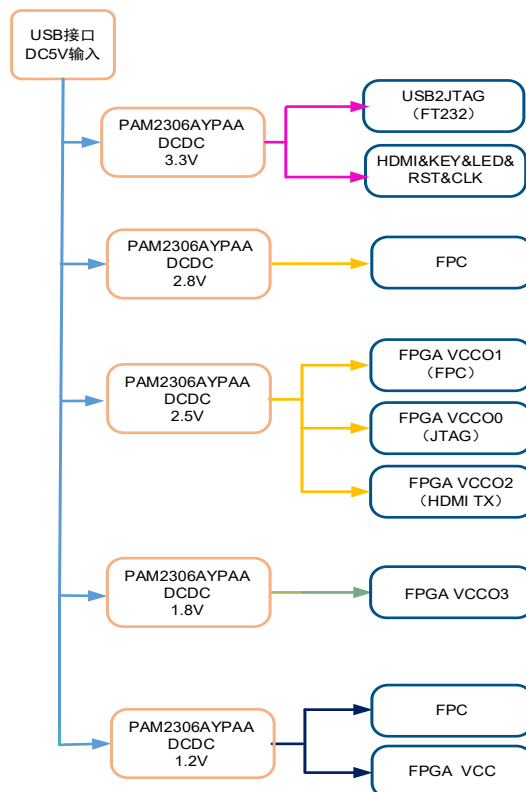 USB接口
DC5V输入
PAM2306AYPAA
DCDC
3.3V
USB2JTAG
（FT232）
HDMI&KEY&LED&
RST&CLK
PAM2306AYPAA
DCDC
2.8V
FPC
PAM2306AYPAA
DCDC
2.5V
FPGA VCCO1
（FPC）
FPGA VCCO0
（JTAG）
FPGA VCCO2
（HDMI TX）
PAM2306AYPAA
DCDC
1.8V
FPGA VCCO3
PAM2306AYPAA
DCDC
1.2V
FPC
FPGA VCC